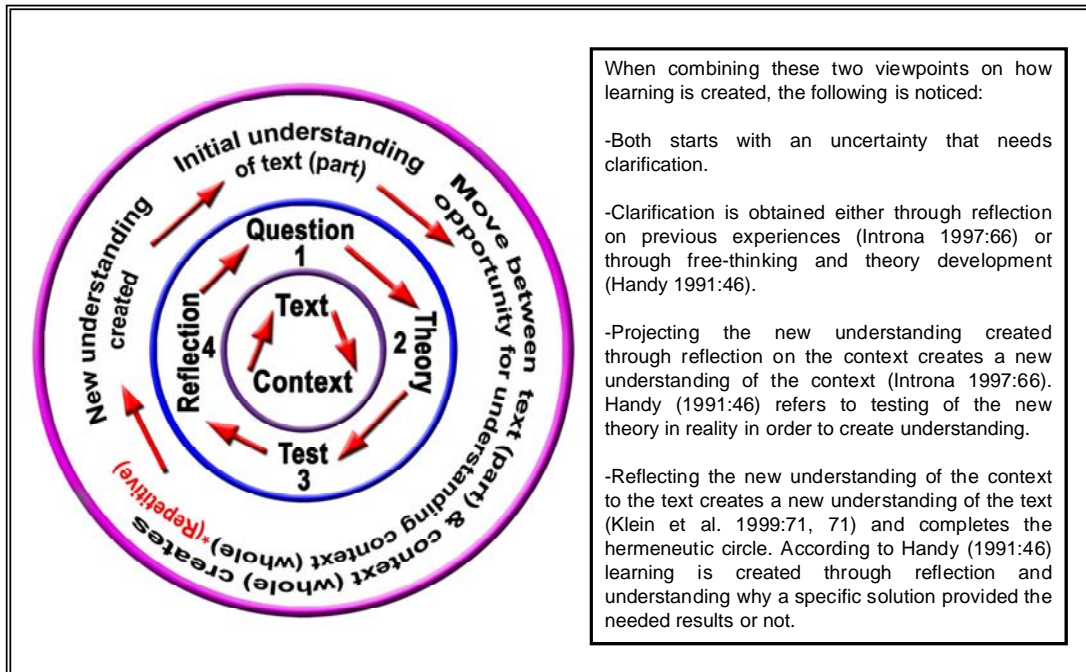 Initial understanding
of text (part)
Move between text (part) & context (whole) creates
opportunity for understanding context (whole)
*(Repetitive)
New understanding
created
Question
1
Theory
2
Test
3
Reflection
4
Text
Context
When combining these two viewpoints on how
learning is created, the following is noticed:
-Both starts with an uncertainty that needs
clarification.
-Clarification is obtained either through reflection
on previous experiences (Introna 1997:66) or
through free-thinking and theory development
(Handy 1991:46).
-Projecting the new understanding created
through reflection on the context creates a new
understanding of the context (Introna 1997:66).
Handy (1991:46) refers to testing of the new
theory in reality in order to create understanding.
-Reflecting the new understanding of the context
to the text creates a new understanding of the text
(Klein et al. 1999:71, 71) and completes the
hermeneutic circle. According to Handy (1991:46)
learning is created through reflection and
understanding why a specific solution provided the
needed results or not.